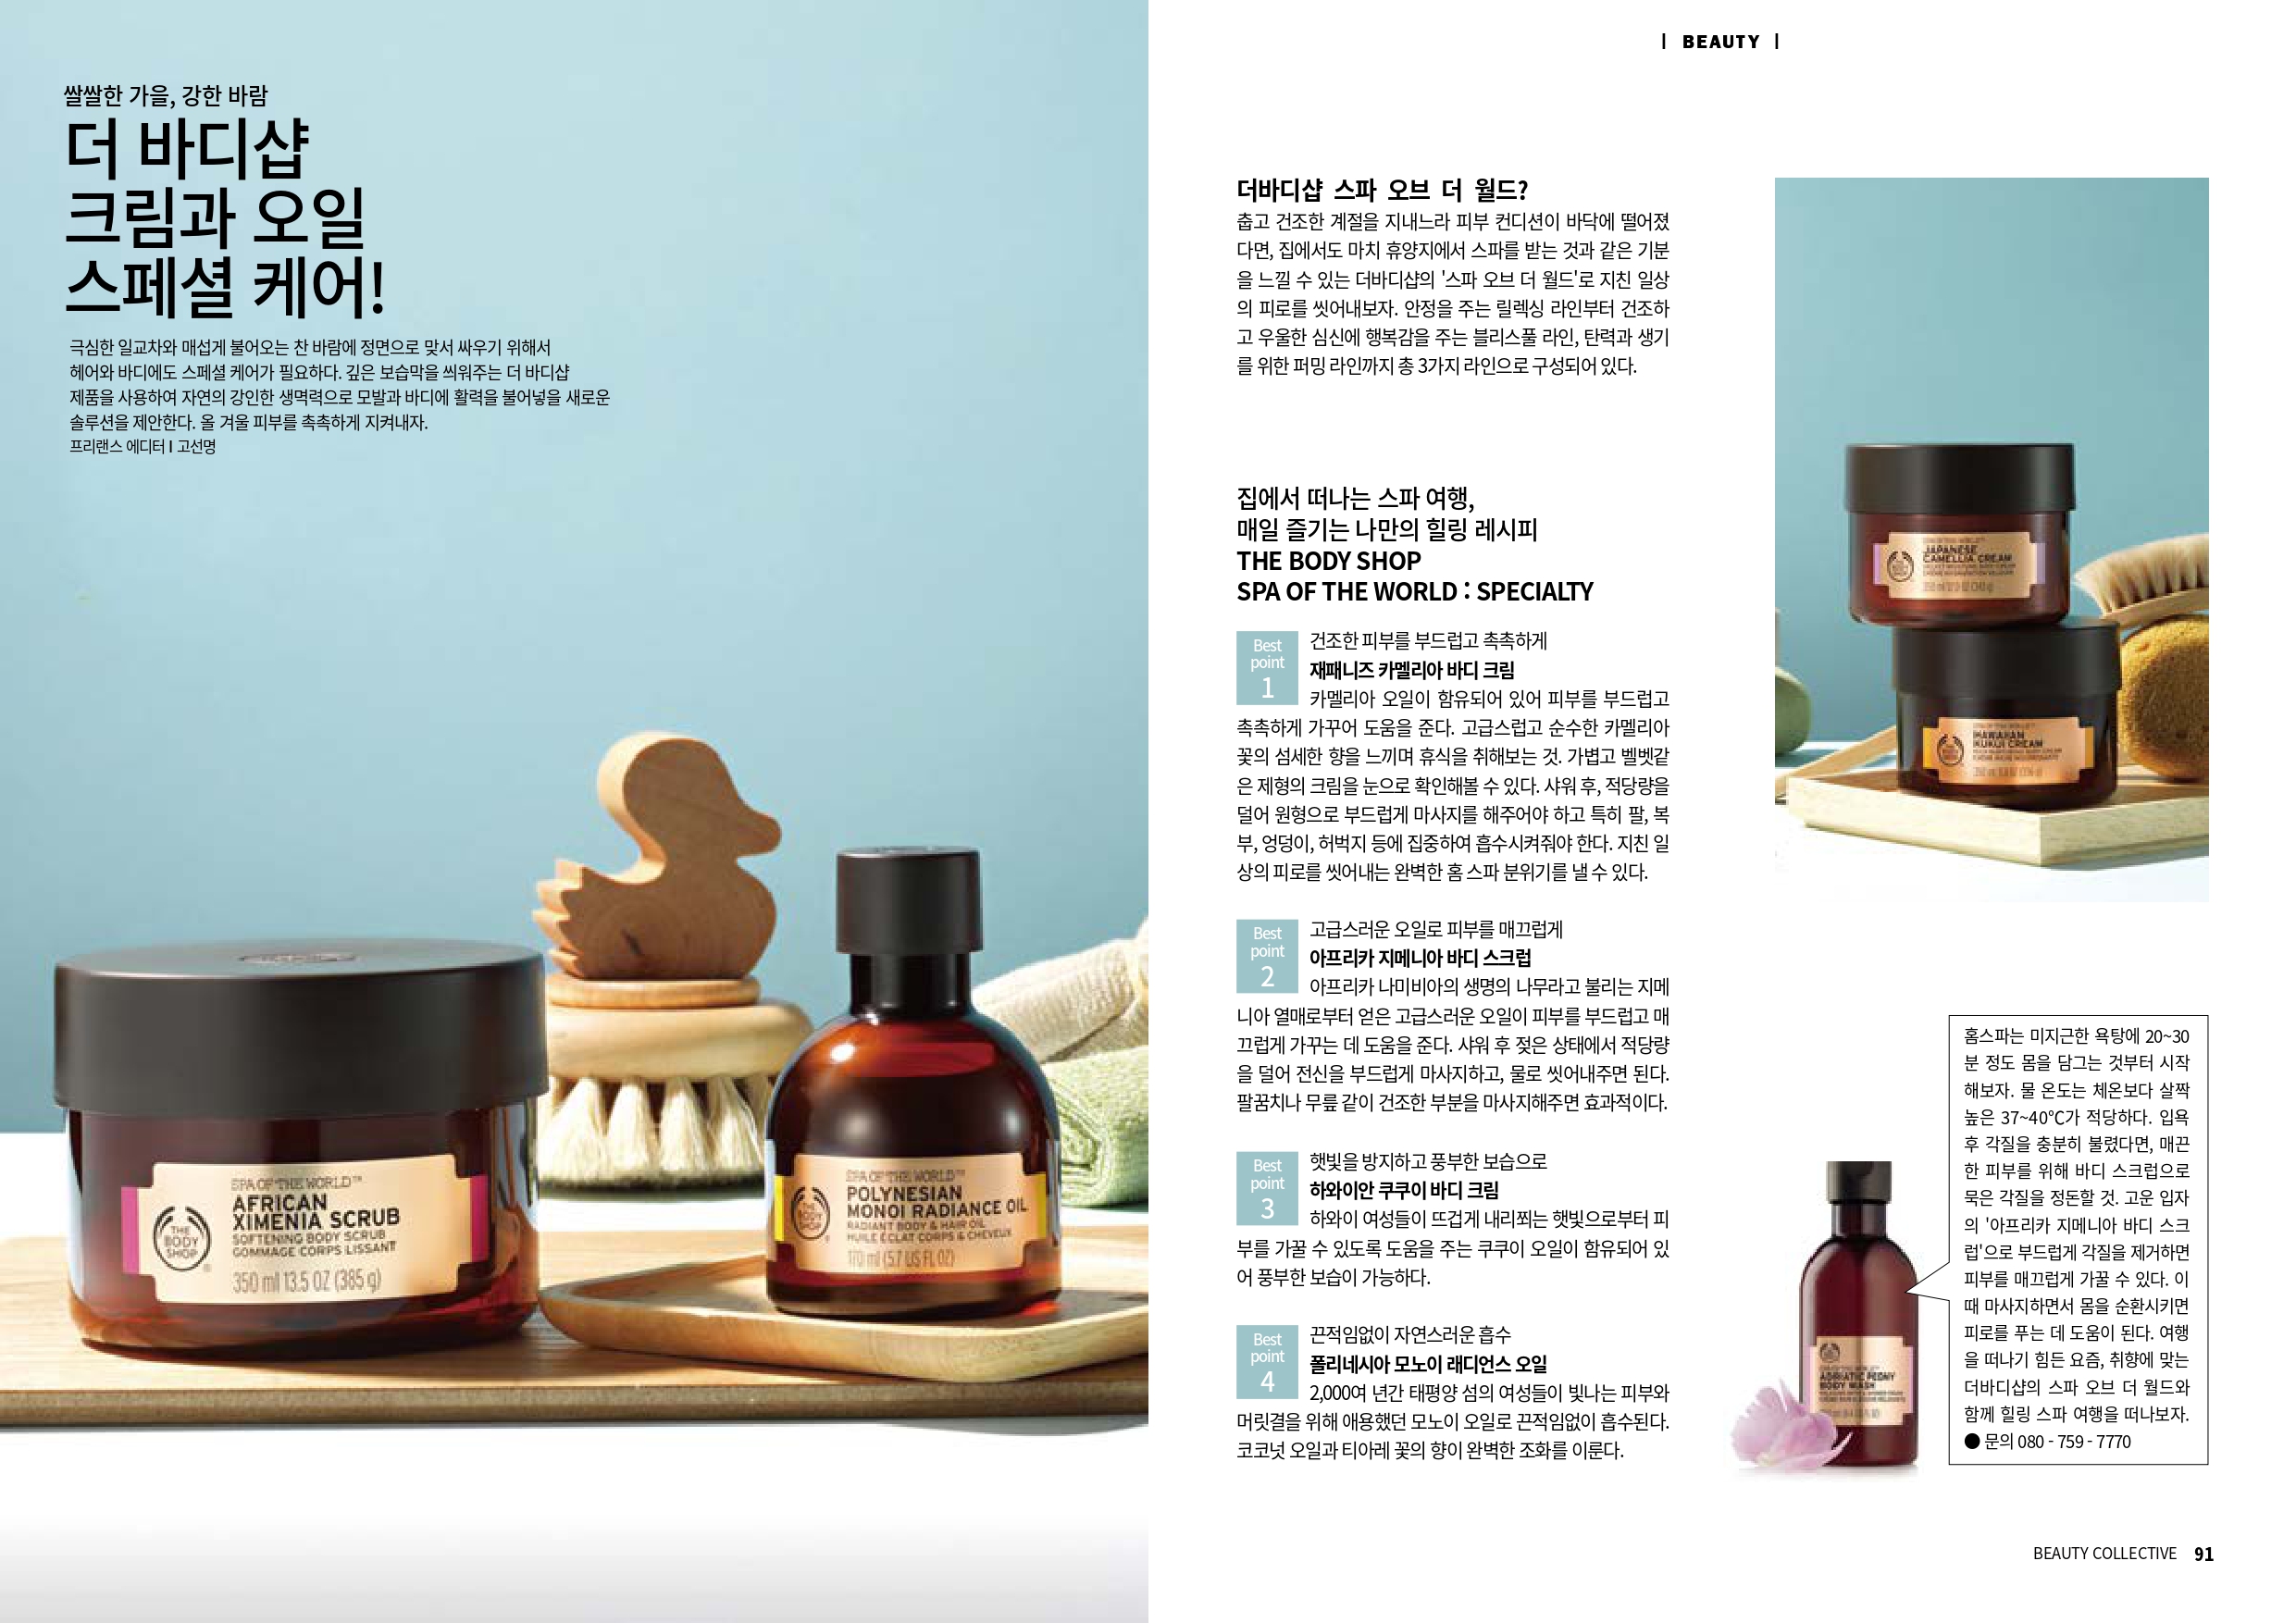 쌀쌀한 가을, 강한 바람
더 바디샵
크림과 오일
스페셜 케어!
극심한 일교차와 매섭게 불어오는 찬 바람에 정면으로 맞서 싸우기 위해서
헤어와 바디에도 스페셜 케어가 필요하다. 깊은 보습막을 씌워주는 더 바디샵
제품을 사용하여 자연의 강인한 생멱력으로 모발과 바디에 활력을 불어넣을 새로운
솔루션을 제안한다. 올 겨울 피부를 촉촉하게 지켜내자.
프리랜스 에디터 I 고선명
THE
BODY
SHOP
SPA OF THE WORLD™
AFRICAN
XIMENIA SCRUB
SOFTENING BODY SCRUB
GOMMAGE CORPS LISSANT
350 ml 13.5 OZ (385 g)
THE
BODY
SHOP
SPA OF THE WORLD™
POLYNESIAN
MONOI RADIANCE OIL
RADIANT BODY & HAIR OIL
HUILE ÉCLAT CORPS & CHEVEUX
170 ml (5.7 US FL OZ)
| BEAUTY |
더바디샵 스파 오브 더 월드?
춥고 건조한 계절을 지내느라 피부 컨디션이 바닥에 떨어졌
다면, 집에서도 마치 휴양지에서 스파를 받는 것과 같은 기분
을 느낄 수 있는 더바디샵의 '스파 오브 더 월드'로 지친 일상
의 피로를 씻어내보자. 안정을 주는 릴렉싱 라인부터 건조하
고 우울한 심신에 행복감을 주는 블리스풀 라인, 탄력과 생기
를 위한 퍼밍 라인까지 총 3가지 라인으로 구성되어 있다.
집에서 떠나는 스파 여행,
매일 즐기는 나만의 힐링 레시피
THE BODY SHOP
SPA OF THE WORLD : SPECIALTY
Best
point
1
건조한 피부를 부드럽고 촉촉하게
재패니즈 카멜리아 바디 크림
카멜리아 오일이 함유되어 있어 피부를 부드럽고
촉촉하게 가꾸어 도움을 준다. 고급스럽고 순수한 카멜리아
꽃의 섬세한 향을 느끼며 휴식을 취해보는 것. 가볍고 벨벳같
은 제형의 크림을 눈으로 확인해볼 수 있다. 샤워 후, 적당량을
덜어 원형으로 부드럽게 마사지를 해주어야 하고 특히 팔, 복
부, 엉덩이, 허벅지 등에 집중하여 흡수시켜줘야 한다. 지친 일
상의 피로를 씻어내는 완벽한 홈 스파 분위기를 낼 수 있다.
Best
point
2
고급스러운 오일로 피부를 매끄럽게
아프리카 지메니아 바디 스크럽
아프리카 나미비아의 생명의 나무라고 불리는 지메
니아 열매로부터 얻은 고급스러운 오일이 피부를 부드럽고 매
끄럽게 가꾸는 데 도움을 준다. 샤워 후 젖은 상태에서 적당량
을 덜어 전신을 부드럽게 마사지하고, 물로 씻어내주면 된다.
팔꿈치나 무릎 같이 건조한 부분을 마사지해주면 효과적이다.
Best
point
3
햇빛을 방지하고 풍부한 보습으로
하와이안 쿠쿠이 바디 크림
하와이 여성들이 뜨겁게 내리쬐는 햇빛으로부터 피
부를 가꿀 수 있도록 도움을 주는 쿠쿠이 오일이 함유되어 있
어 풍부한 보습이 가능하다.
Best
point
4
끈적임없이 자연스러운 흡수
폴리네시아 모노이 래디언스 오일
2,000여 년간 태평양 섬의 여성들이 빛나는 피부와
머릿결을 위해 애용했던 모노이 오일로 끈적임없이 흡수된다.
코코넛 오일과 티아레 꽃의 향이 완벽한 조화를 이룬다.
JAPANESE
CAMELLIA CREAM
HAWAIIAN
KUKUI CREAM
ADRIATIC PEONY
BODY WASH
홈스파는 미지근한 욕탕에 20~30
분 정도 몸을 담그는 것부터 시작
해보자. 물 온도는 체온보다 살짝
높은 37~40℃가 적당하다. 입욕
후 각질을 충분히 불렸다면, 매끈
한 피부를 위해 바디 스크럽으로
묵은 각질을 정돈할 것. 고운 입자
의 '아프리카 지메니아 바디 스크
럽'으로 부드럽게 각질을 제거하면
피부를 매끄럽게 가꿀 수 있다. 이
때 마사지하면서 몸을 순환시키면
피로를 푸는 데 도움이 된다. 여행
을 떠나기 힘든 요즘, 취향에 맞는
더바디샵의 스파 오브 더 월드와
함께 힐링 스파 여행을 떠나보자.
● 문의 080 - 759 - 7770
BEAUTY COLLECTIVE 91